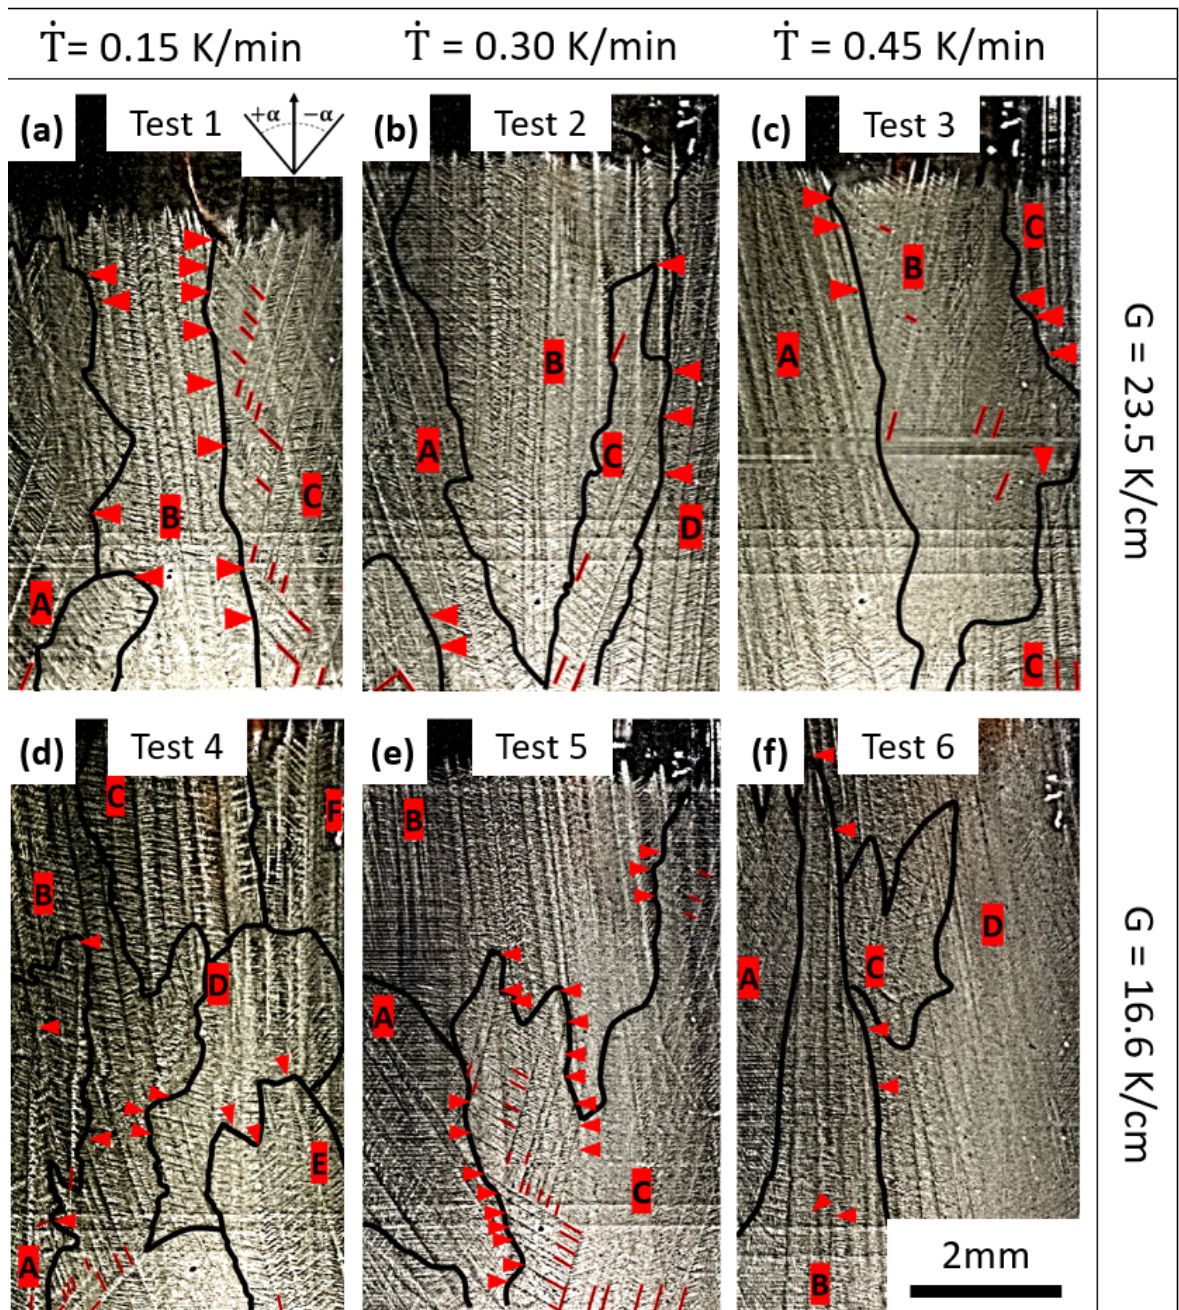 Ṫ= 0.15 K/min
Ṫ = 0.30 K/min
Ṫ = 0.45 K/min
(a) Test 1
+α -α
(b) Test 2
(c) Test 3
A
B
C
A
B
C
D
A
B
C
C
G = 23.5 K/cm
(d) Test 4
(e) Test 5
(f) Test 6
A
B
C
D
E
F
A
B
C
A
B
C
D
G = 16.6 K/cm
2mm